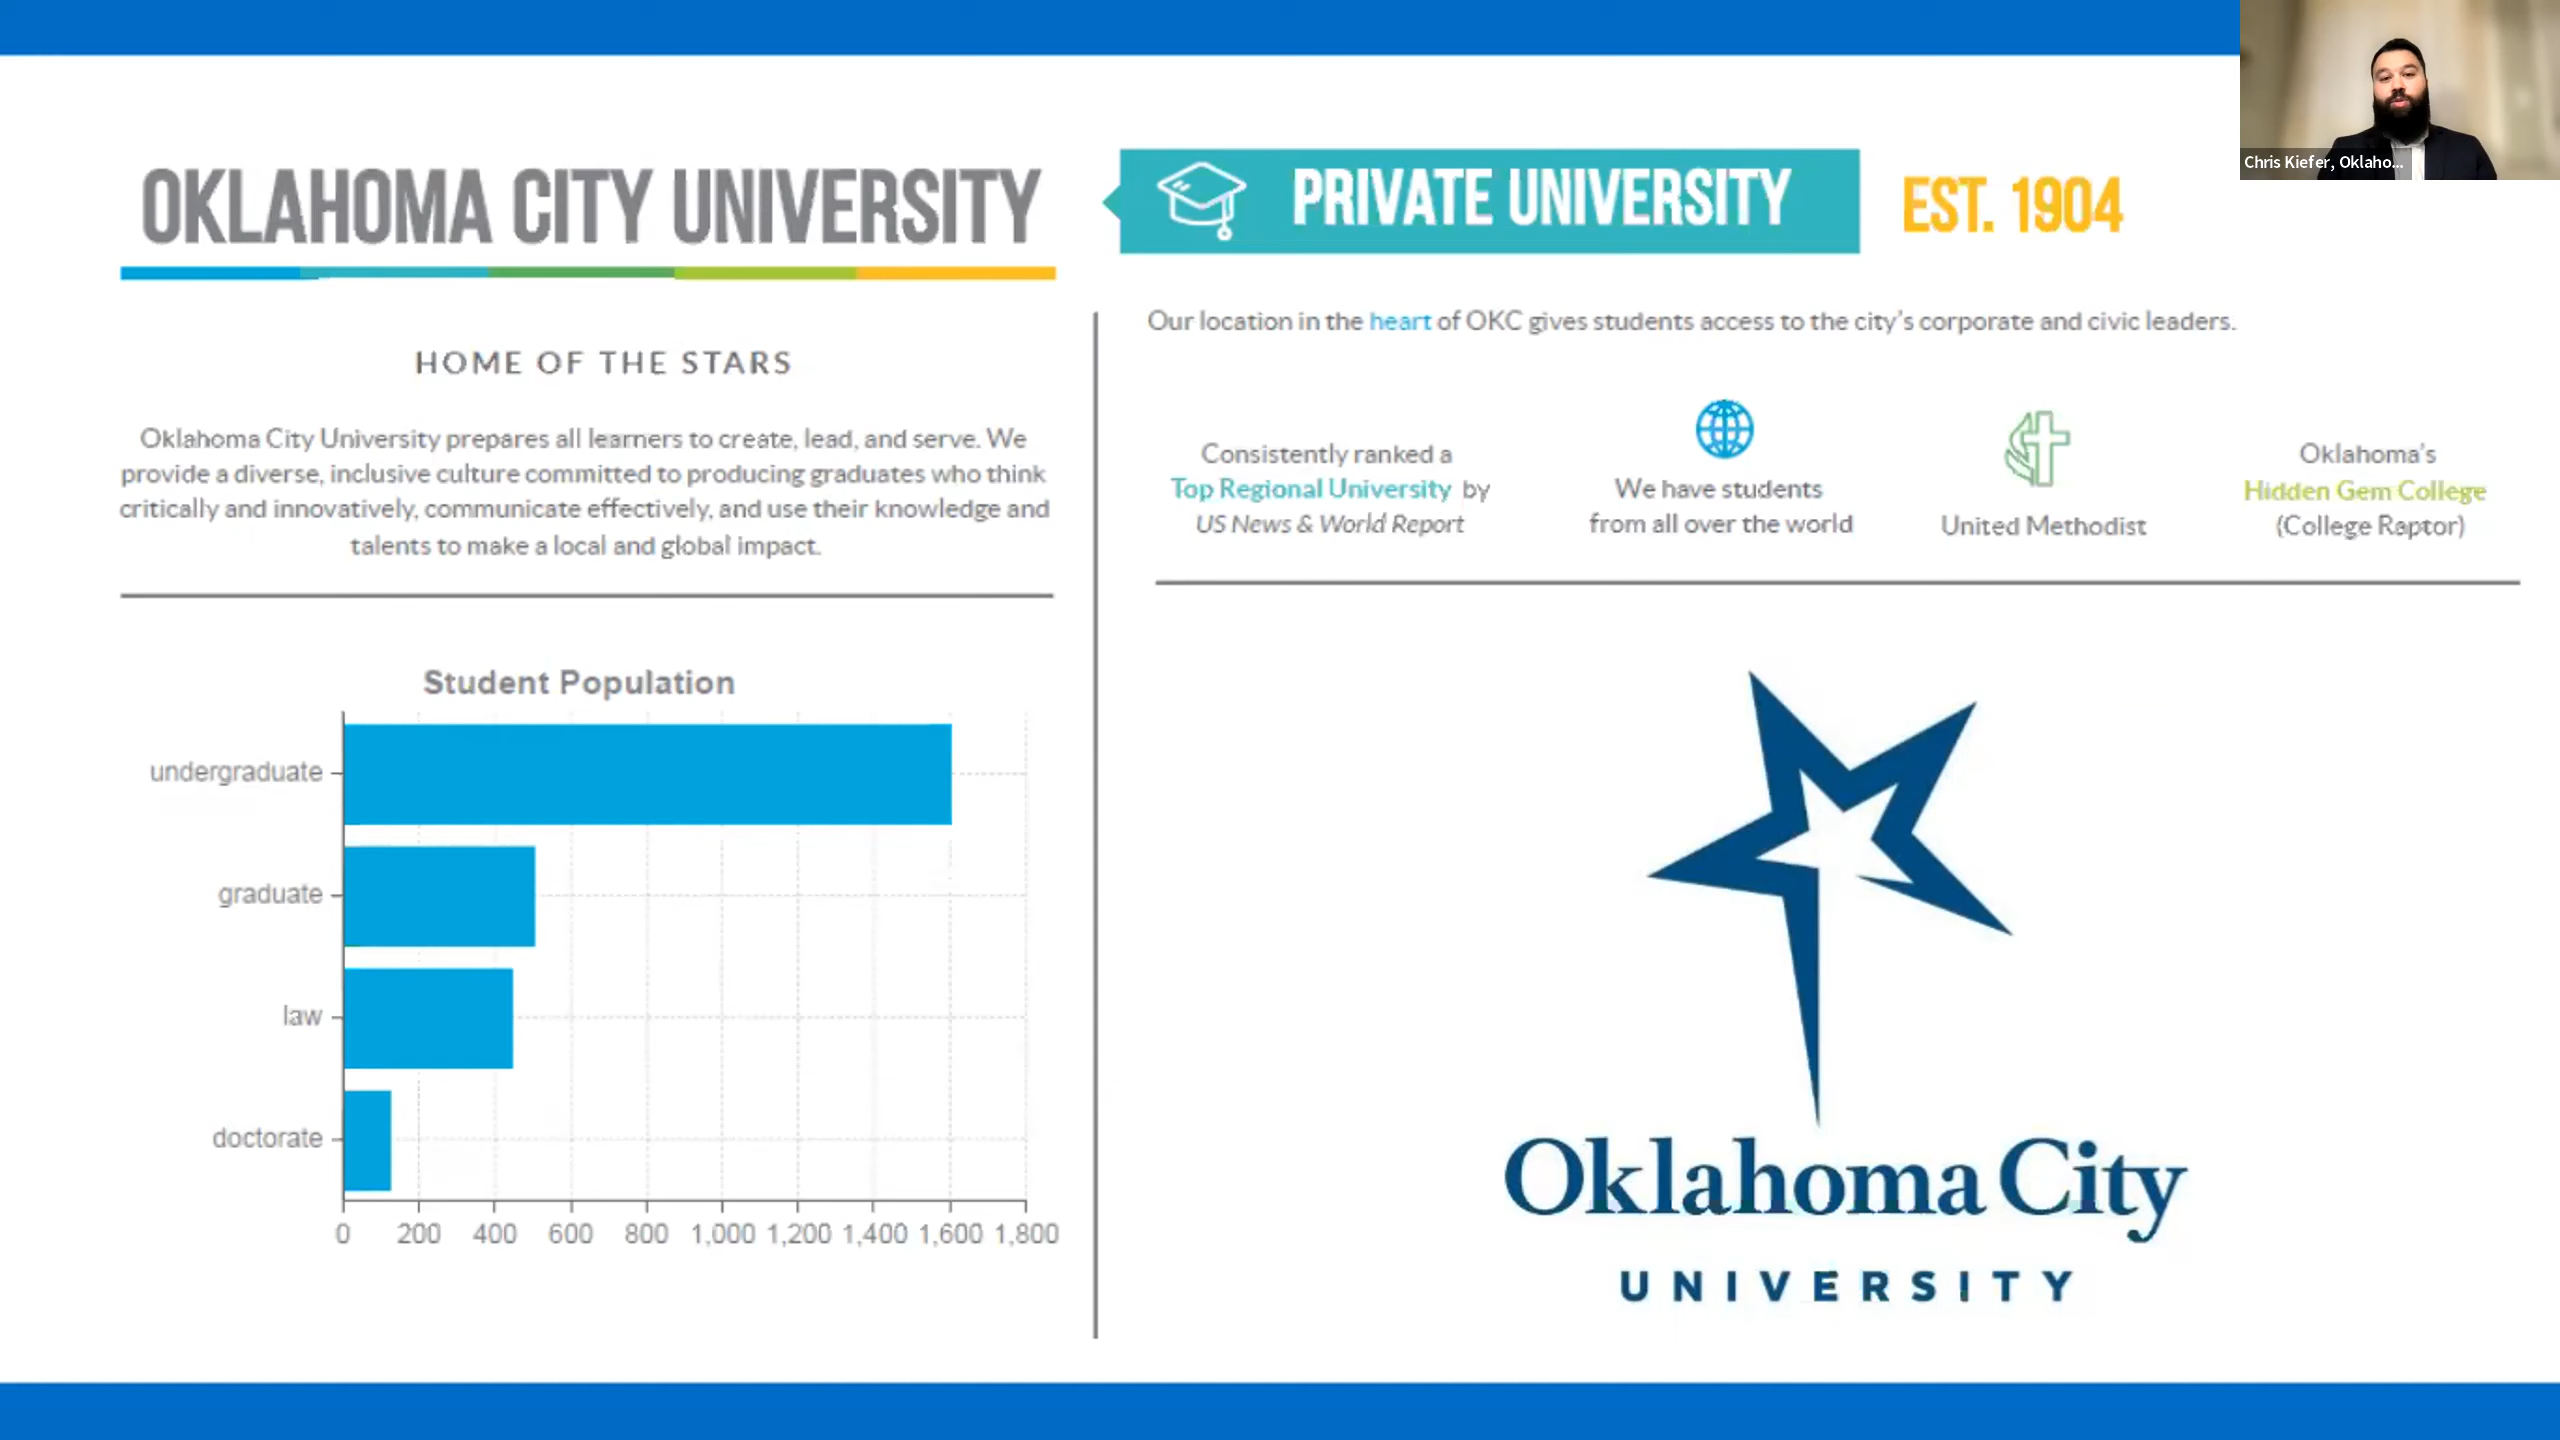 OKLAHOMA CITY UNIVERSITY
PRIVATE UNIVERSITY
EST. 1904
Chris Kiefer, Oklaho...
HOME OF THE STARS
Oklahoma City University prepares all learners to create, lead, and serve. We
provide a diverse, inclusive culture committed to producing graduates who think
critically and innovatively, communicate effectively, and use their knowledge and
talents to make a local and global impact.
Our location in the heart of OKC gives students access to the city's corporate and civic leaders.
Consistently ranked a
Top Regional University by
US News & World Report
We have students
from all over the world
United Methodist
Oklahoma's
Hidden Gem College
(College Raptor)
Student Population
undergraduate
graduate
law
doctorate
0 200 400 600 800 1,000 1,200 1,400 1,600 1,800
Oklahoma City
UNIVERSITY